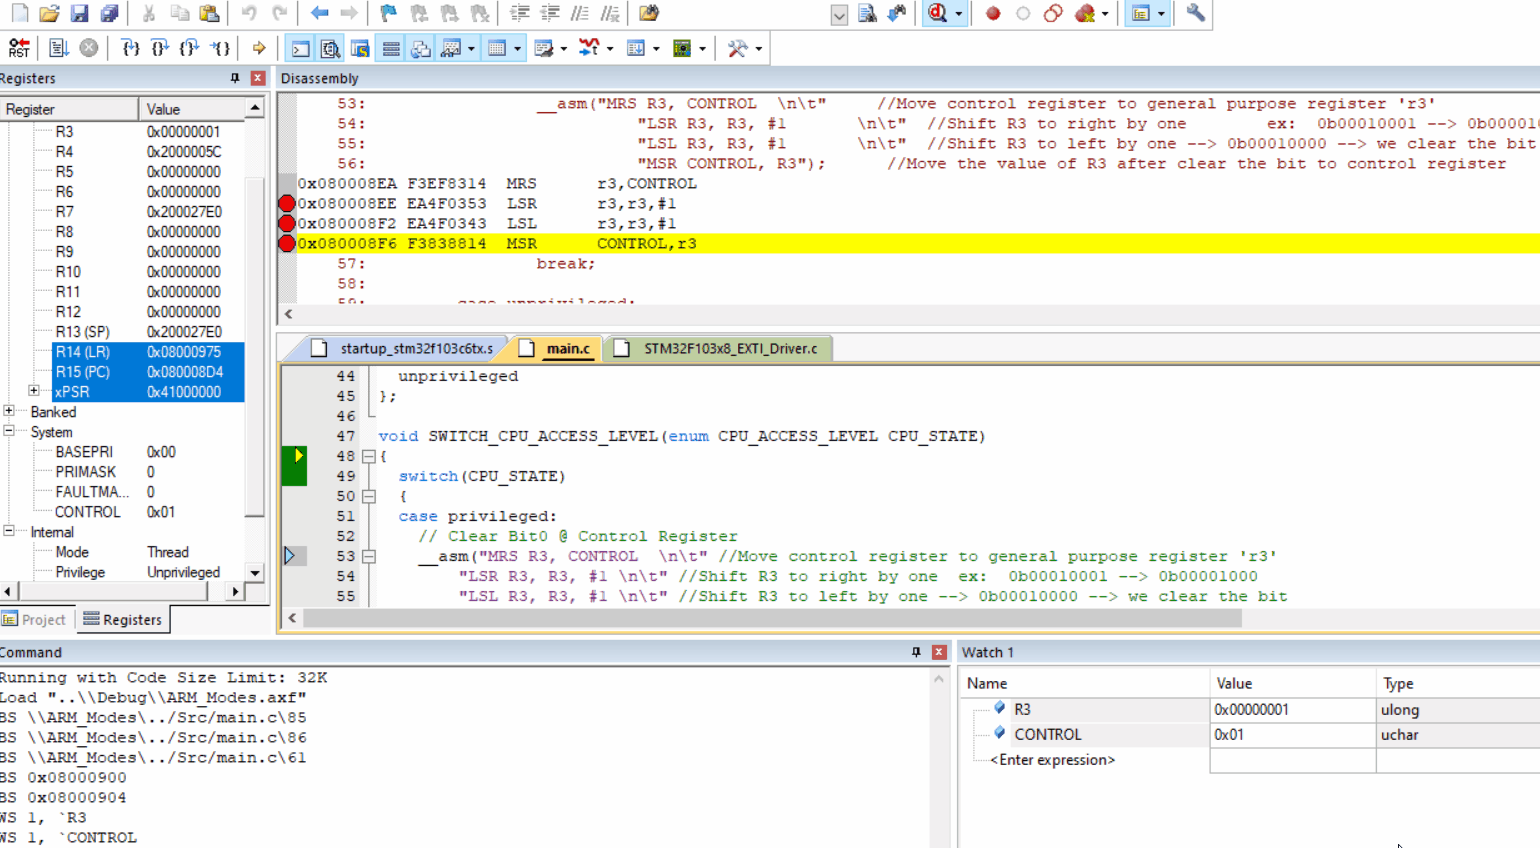 RST
Registers
Register Value
R3 0x00000001
R4 0x2000005C
R5 0x00000000
R6 0x00000000
R7 0x200027E0
R8 0x00000000
R9 0x00000000
R10 0x00000000
R11 0x00000000
R12 0x00000000
R13 (SP) 0x200027E0
R14 (LR) 0x08000975
R15 (PC) 0x080008D4
xPSR 0x41000000
Banked
System
BASEPRI 0x00
PRIMASK 0
FAULTMA... 0
CONTROL 0x01
Internal
Mode Thread
Privilege Unprivileged
Project Registers
Disassembly
53: __asm("MRS R3, CONTROL \n\t" //Move control register to general purpose register 'r3'
54: "LSR R3, R3, #1 \n\t" //Shift R3 to right by one ex: 0b00010001 --> 0b00001
55: "LSL R3, R3, #1 \n\t" //Shift R3 to left by one --> 0b00010000 --> we clear the bit
56: "MSR CONTROL, R3"); //Move the value of R3 after clear the bit to control register
0x080008EA F3EF8314 MRS r3,CONTROL
0x080008EE EA4F0353 LSR r3,r3,#1
0x080008F2 EA4F0343 LSL r3,r3,#1
0x080008F6 F3838814 MSR CONTROL,r3
57: break;
58:
59: case unprivileged:
startup_stm32f103c6tx.s main.c STM32F103x8_EXTI_Driver.c
44 unprivileged
45 };
46
47 void SWITCH_CPU_ACCESS_LEVEL(enum CPU_ACCESS_LEVEL CPU_STATE)
48 {
49 switch(CPU_STATE)
50 {
51 case privileged:
52 // Clear Bit0 @ Control Register
53 __asm("MRS R3, CONTROL \n\t" //Move control register to general purpose register 'r3'
54 "LSR R3, R3, #1 \n\t" //Shift R3 to right by one ex: 0b00010001 --> 0b00001000
55 "LSL R3, R3, #1 \n\t" //Shift R3 to left by one --> 0b00010000 --> we clear the bit
Command
Running with Code Size Limit: 32K
Load "..\\Debug\\ARM_Modes.axf"
BS \\ARM_Modes\../Src/main.c\85
BS \\ARM_Modes\../Src/main.c\86
BS \\ARM_Modes\../Src/main.c\61
BS 0x08000900
BS 0x08000904
WS 1, `R3
WS 1, `CONTROL
Watch 1
Name Value Type
R3 0x00000001 ulong
CONTROL 0x01 uchar
<Enter expression>